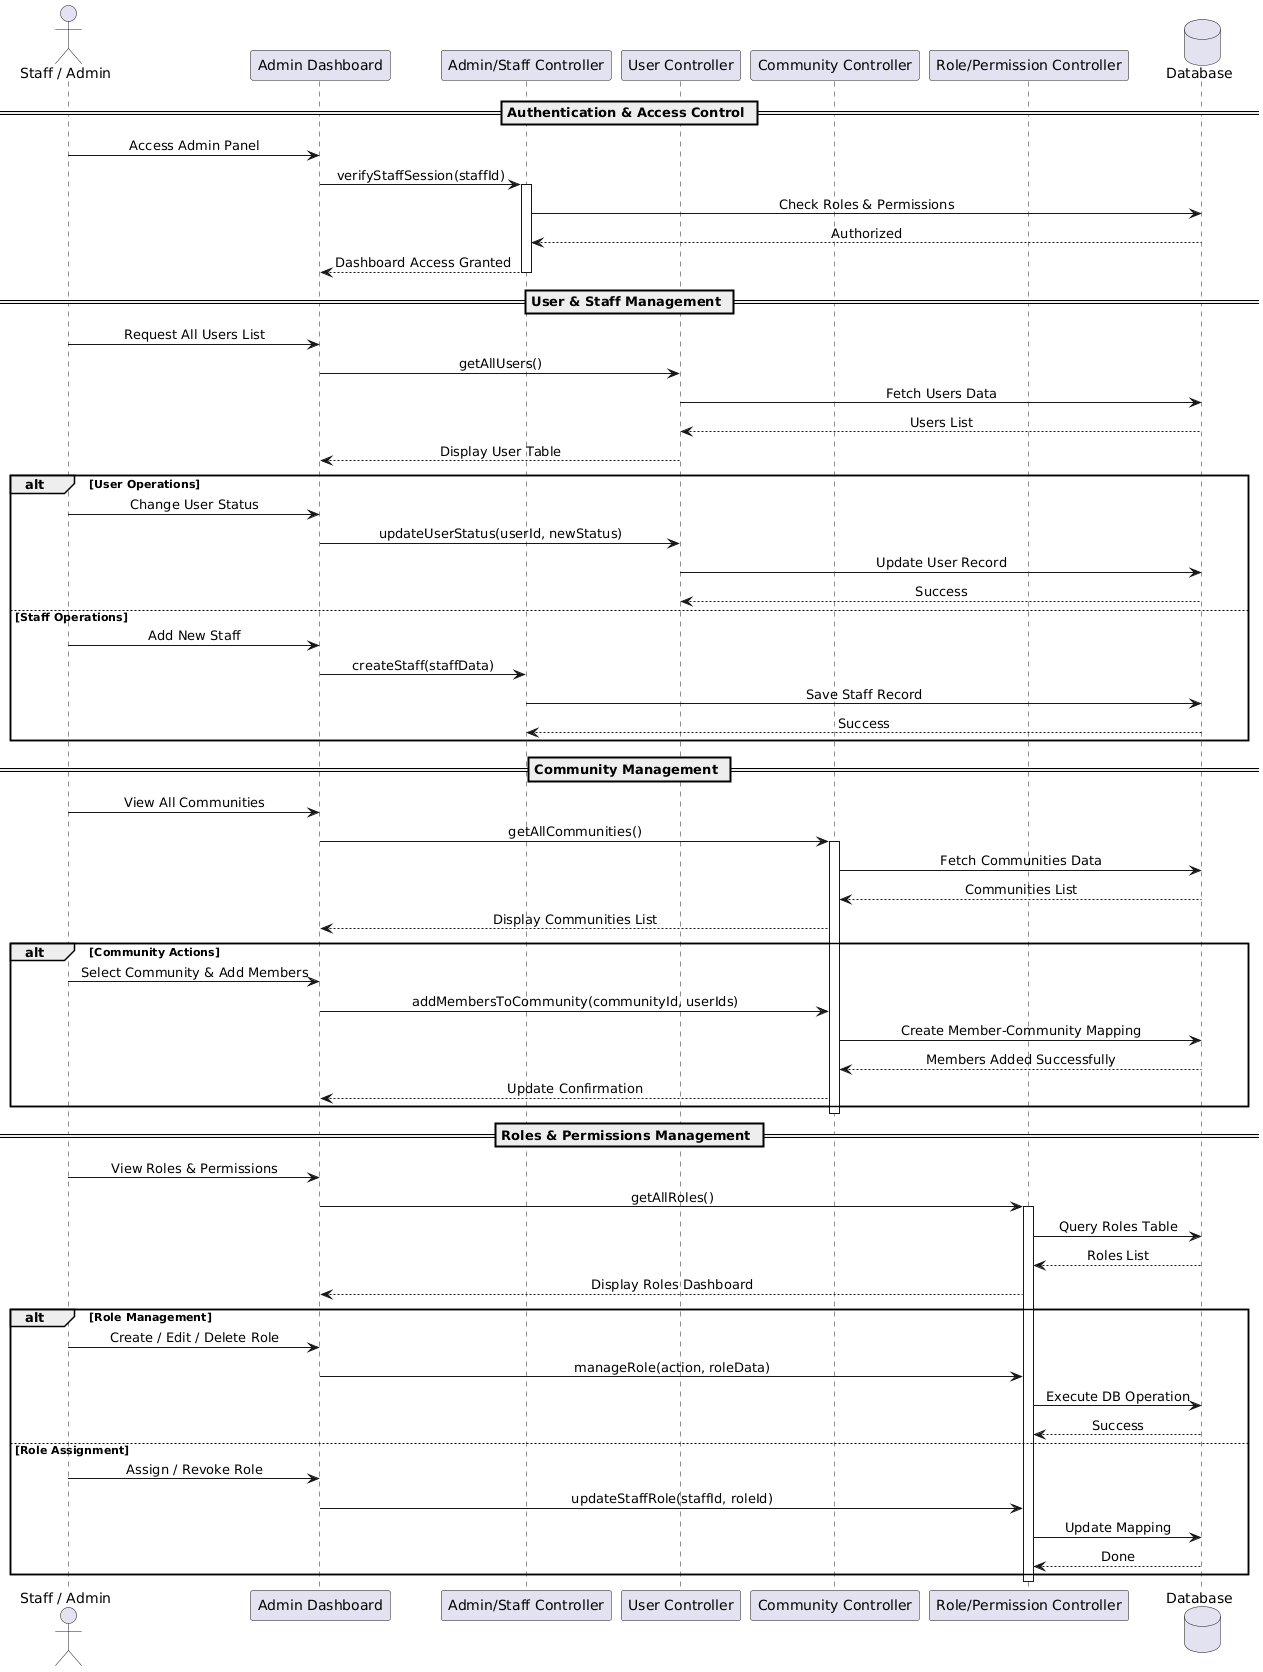 Staff / Admin
Admin Dashboard
Admin/Staff Controller
User Controller
Community Controller
Role/Permission Controller
Database
Authentication & Access Control
Access Admin Panel
verifyStaffSession(staffId)
Check Roles & Permissions
Authorized
Dashboard Access Granted
User & Staff Management
Request All Users List
getAllUsers()
Fetch Users Data
Users List
Display User Table
alt [User Operations]
Change User Status
updateUserStatus(userId, newStatus)
Update User Record
Success
[Staff Operations]
Add New Staff
createStaff(staffData)
Save Staff Record
Success
Community Management
View All Communities
getAllCommunities()
Fetch Communities Data
Communities List
Display Communities List
alt [Community Actions]
Select Community & Add Members
addMembersToCommunity(communityId, userIds)
Create Member-Community Mapping
Members Added Successfully
Update Confirmation
Roles & Permissions Management
View Roles & Permissions
getAllRoles()
Query Roles Table
Roles List
Display Roles Dashboard
alt [Role Management]
Create / Edit / Delete Role
manageRole(action, roleData)
Execute DB Operation
Success
[Role Assignment]
Assign / Revoke Role
updateStaffRole(staffId, roleId)
Update Mapping
Done
Staff / Admin
Admin Dashboard
Admin/Staff Controller
User Controller
Community Controller
Role/Permission Controller
Database